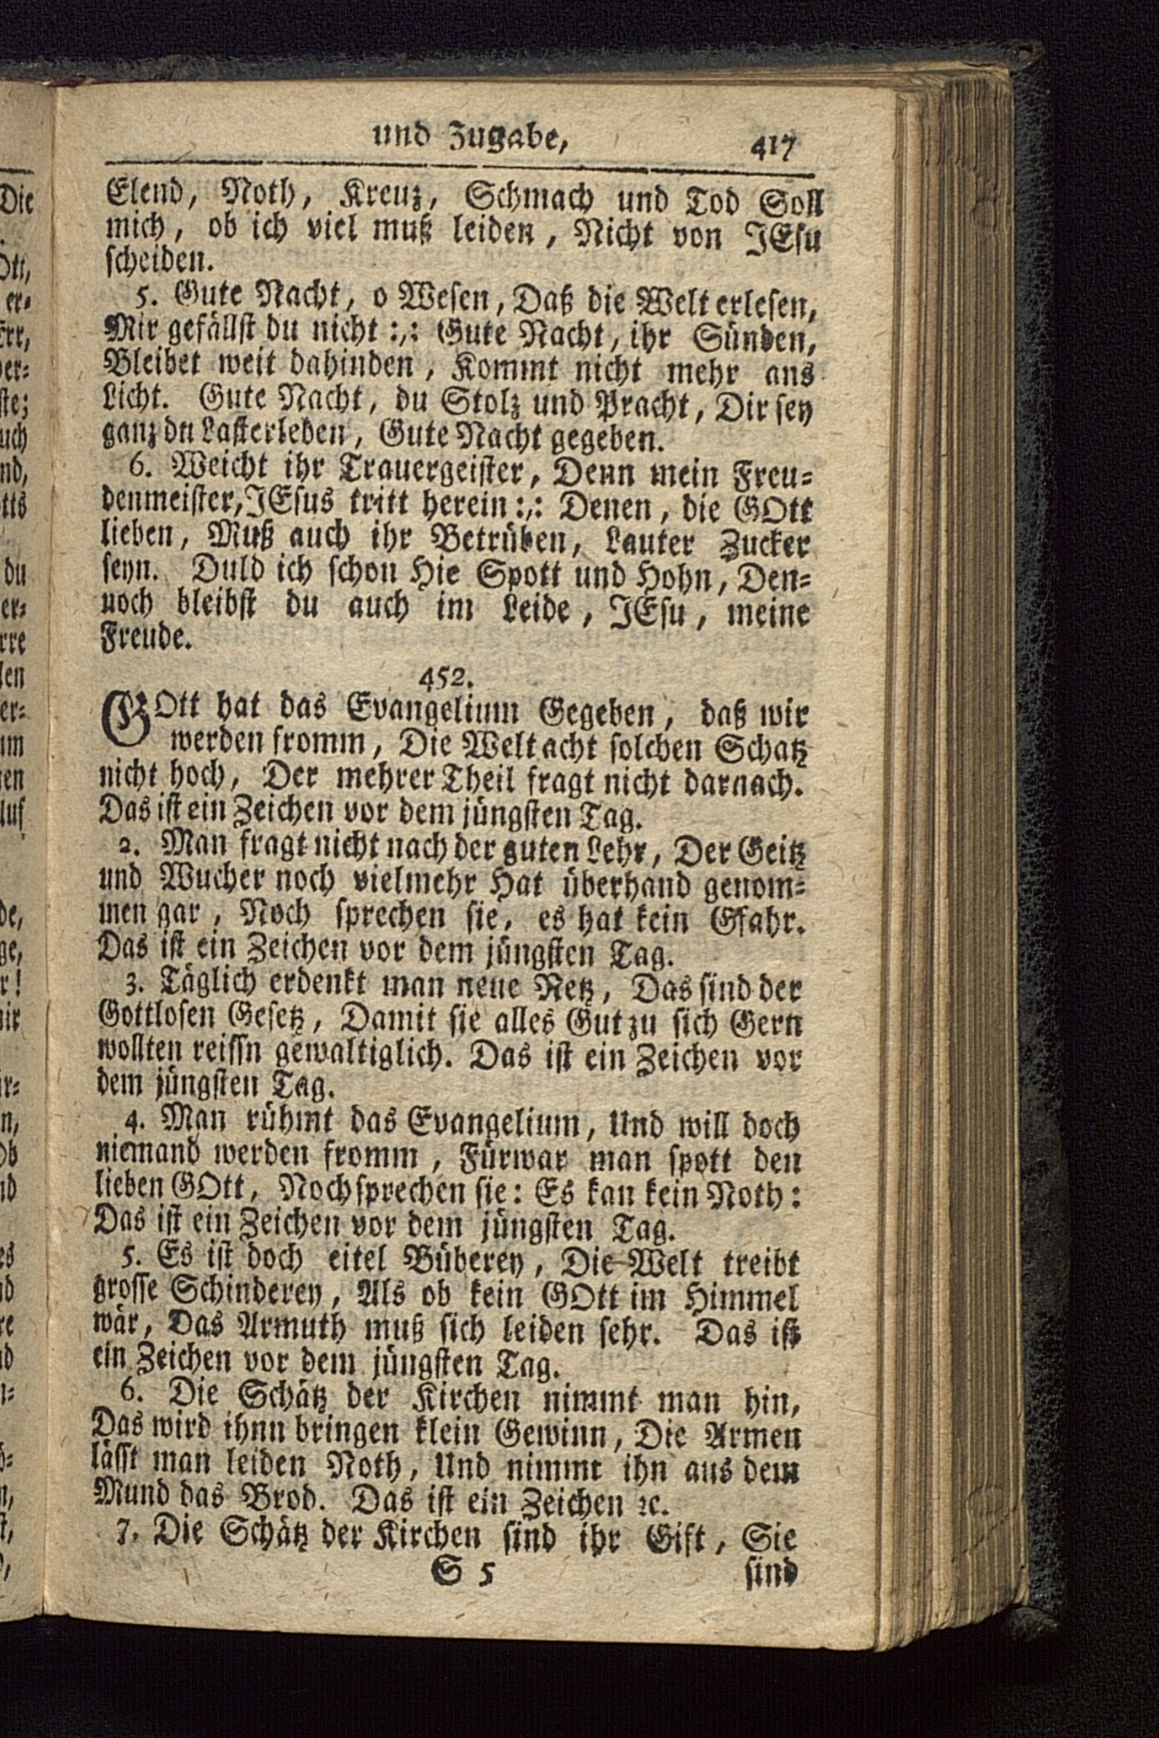 und Zugabe, 417
Elend, Noth, Kreuz, Schmach und Tod Soll
mich, ob ich viel muß leiden, Nicht von JEsu
scheiden.
5. Gute Nacht, o Wesen, Daß die Welt erlesen,
Mir gefällst du nicht :,: Gute Nacht, ihr Sünden,
Bleibet weit dahinden, Kommt nicht mehr ans
Licht. Gute Nacht, du Stolz und Pracht, Dir sey
ganz du Lasterleben, Gute Nacht gegeben.
6. Weicht ihr Trauergeister, Denn mein Freu-
denmeister, JEsus tritt herein :,: Denen, die GOtt
lieben, Muß auch ihr Betrüben, Lauter Zucker
seyn. Duld ich schon Hie Spott und Hohn, Den-
noch bleibst du auch im Leide, JEsu, meine
Freude.
452.
GOtt hat das Evangelium Gegeben, daß wir
werden fromm, Die Welt acht solchen Schatz
nicht hoch, Der mehrer Theil fragt nicht darnach.
Das ist ein Zeichen vor dem jüngsten Tag.
2. Man fragt nicht nach der guten Lehr, Der Geitz
und Wucher noch vielmehr Hat überhand genom-
men gar, Noch sprechen sie, es hat kein Gfahr.
Das ist ein Zeichen vor dem jüngsten Tag.
3. Täglich erdenkt man neue Netz, Das sind der
Gottlosen Gesetz, Damit sie alles Gut zu sich Gern
wollten reissn gewaltiglich. Das ist ein Zeichen vor
dem jüngsten Tag.
4. Man rühmt das Evangelium, Und will doch
niemand werden fromm, Fürwar man spott den
lieben GOtt, Noch sprechen sie: Es kan kein Noth:
Das ist ein Zeichen vor dem jüngsten Tag.
5. Es ist doch eitel Büberey, Die Welt treibt
grosse Schinderey, Als ob kein GOtt im Himmel
wär, Das Armuth muß sich leiden sehr. Das ist
ein Zeichen vor dem jüngsten Tag.
6. Die Schätz der Kirchen nimmt man hin,
Das wird ihnn bringen klein Gewinn, Die Armen
lässt man leiden Noth, Und nimmt ihn aus dem
Mund das Brod. Das ist ein Zeichen ꝛc.
7. Die Schätz der Kirchen sind ihr Gift, Sie
S 5 sind